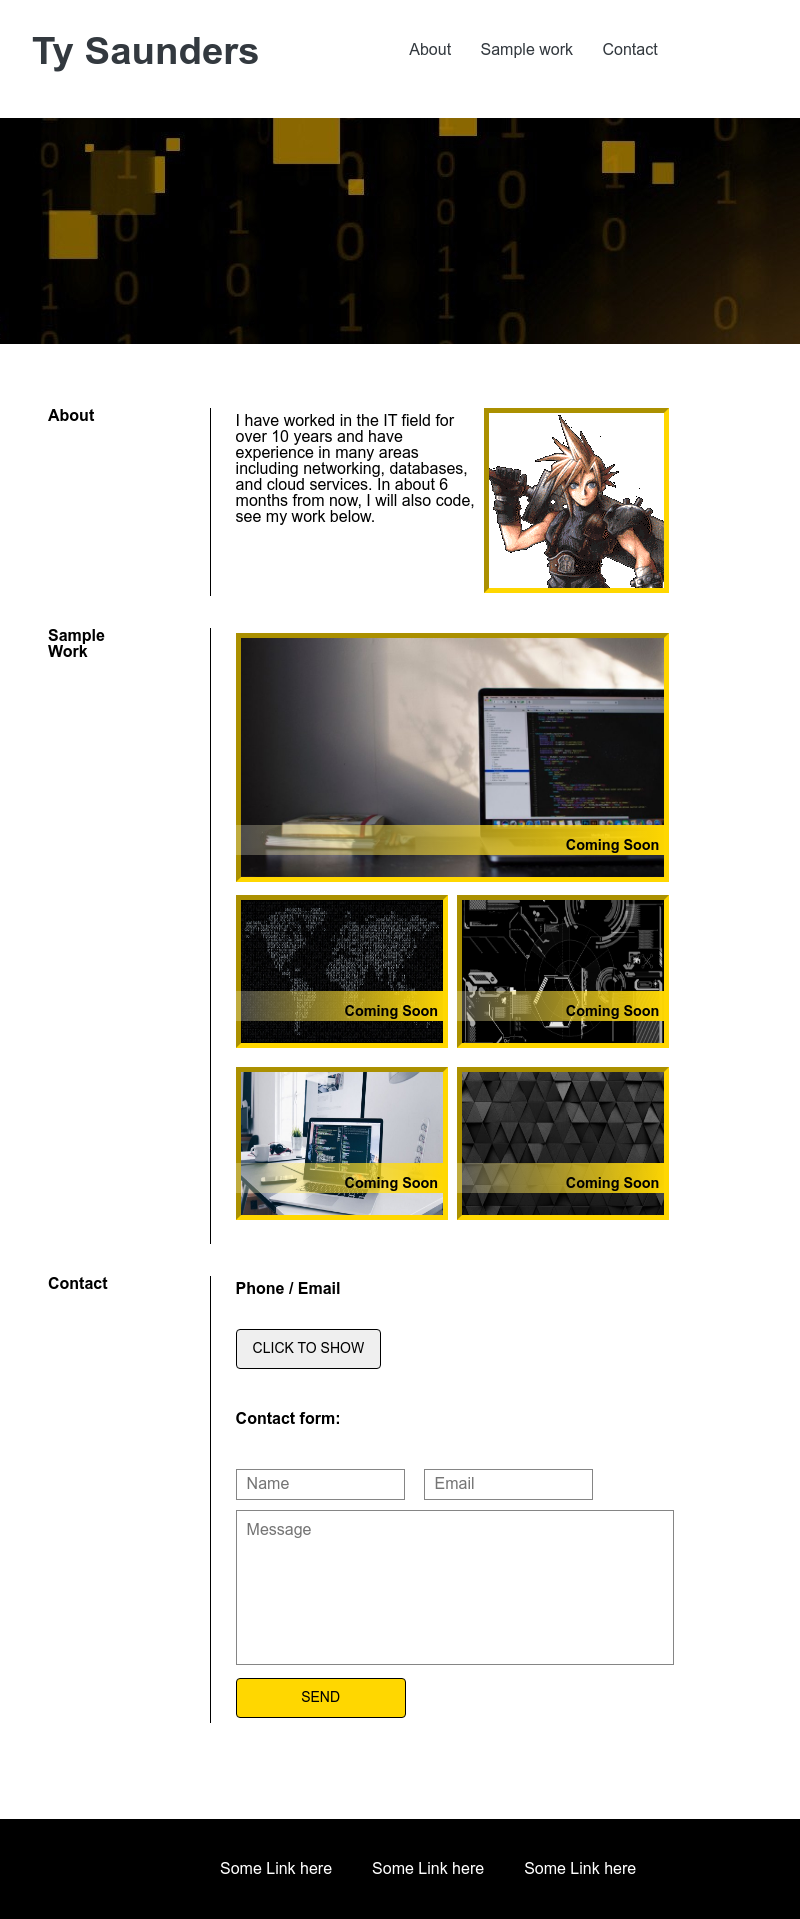 Ty Saunders
About
Sample work
Contact
About
I have worked in the IT field for
over 10 years and have
experience in many areas
including networking, databases,
and cloud services. In about 6
months from now, I will also code,
see my work below.
Sample
Work
Coming Soon
Coming Soon
Coming Soon
Coming Soon
Coming Soon
Contact
Phone / Email
CLICK TO SHOW
Contact form:
Name
Email
Message
SEND
Some Link here
Some Link here
Some Link here